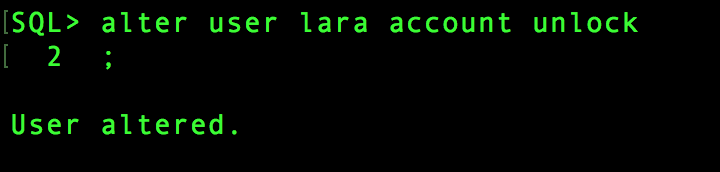 SQL> alter user lara account unlock
2 ;
User altered.